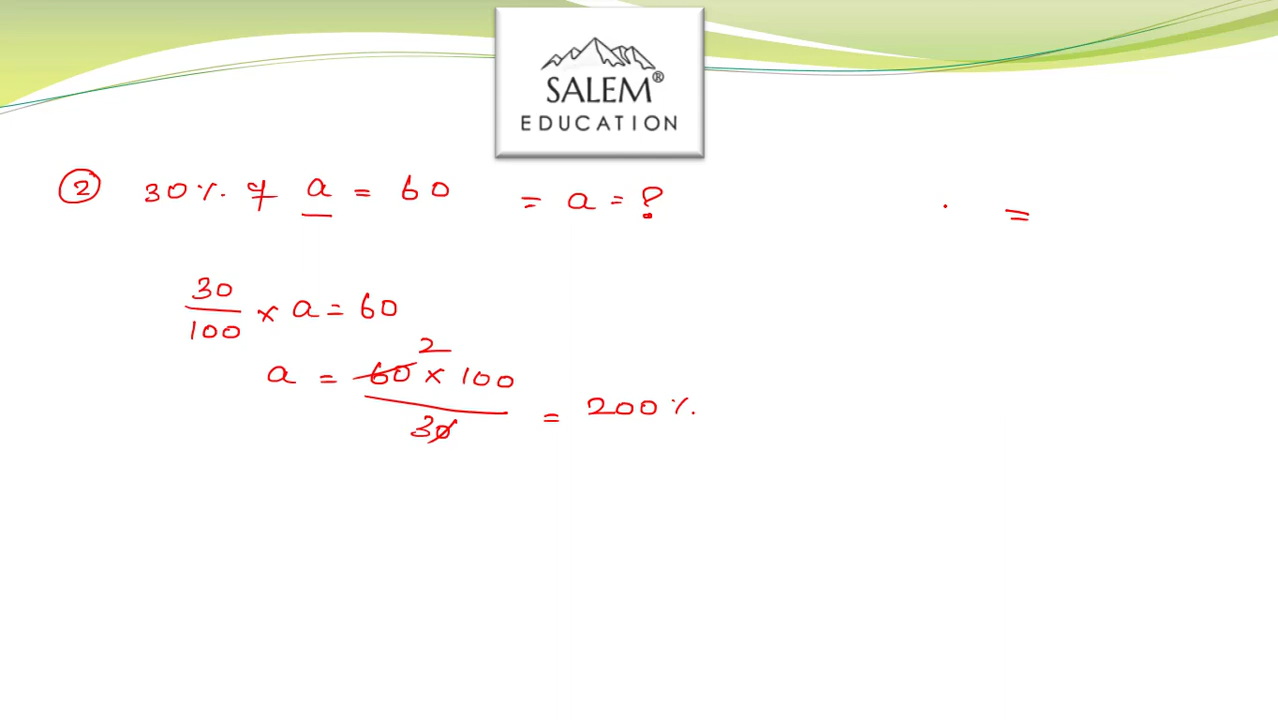 SALEM®
EDUCATION
② 30% of a = 60 = a = ? =
30/100 × a = 60
2
a = 60 × 100 / 30 = 200%